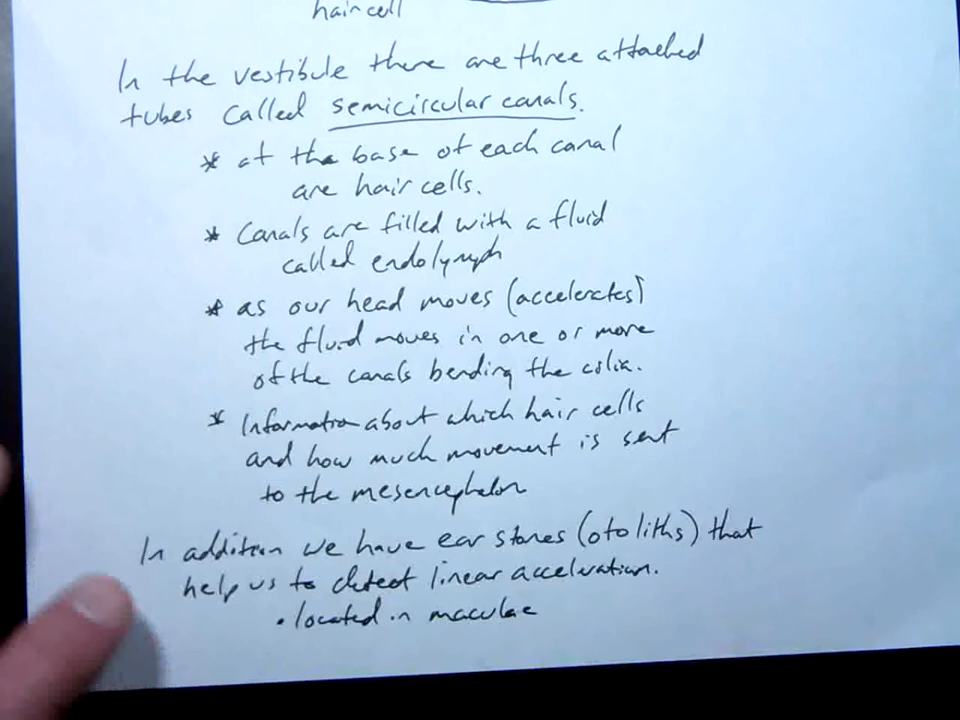 hair cell
In the vestibule there are three attached
tubes called semicircular canals.
* at the base of each canal
are hair cells.
* Canals are filled with a fluid
called endolymph
* as our head moves (accelerates)
the fluid moves in one or more
of the canals bending the cilia.
* Information about which hair cells
and how much movement is sent
to the mesencephalon
In addition we have ear stones (otoliths) that
help us to detect linear acceleration.
• located in maculae